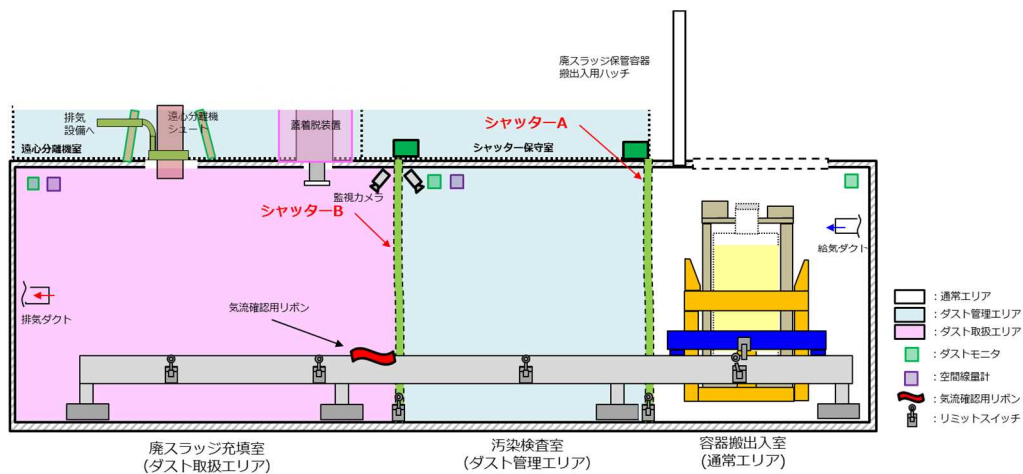 廃スラッジ保管容器
搬出入用ハッチ
排気
設備へ
遠心分離機
シュート
蓋着脱装置
シャッターA
遠心分離機室
シャッター保守室
監視カメラ
シャッターB
給気ダクト
排気ダクト
気流確認用リボン
：通常エリア
：ダスト管理エリア
：ダスト取扱エリア
：ダストモニタ
：空間線量計
：気流確認用リボン
：リミットスイッチ
廃スラッジ充填室
(ダスト取扱エリア)
汚染検査室
(ダスト管理エリア)
容器搬出入室
(通常エリア)